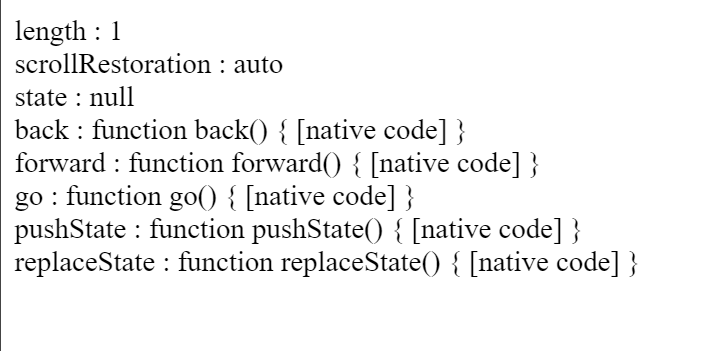 length : 1
scrollRestoration : auto
state : null
back : function back() { [native code] }
forward : function forward() { [native code] }
go : function go() { [native code] }
pushState : function pushState() { [native code] }
replaceState : function replaceState() { [native code] }